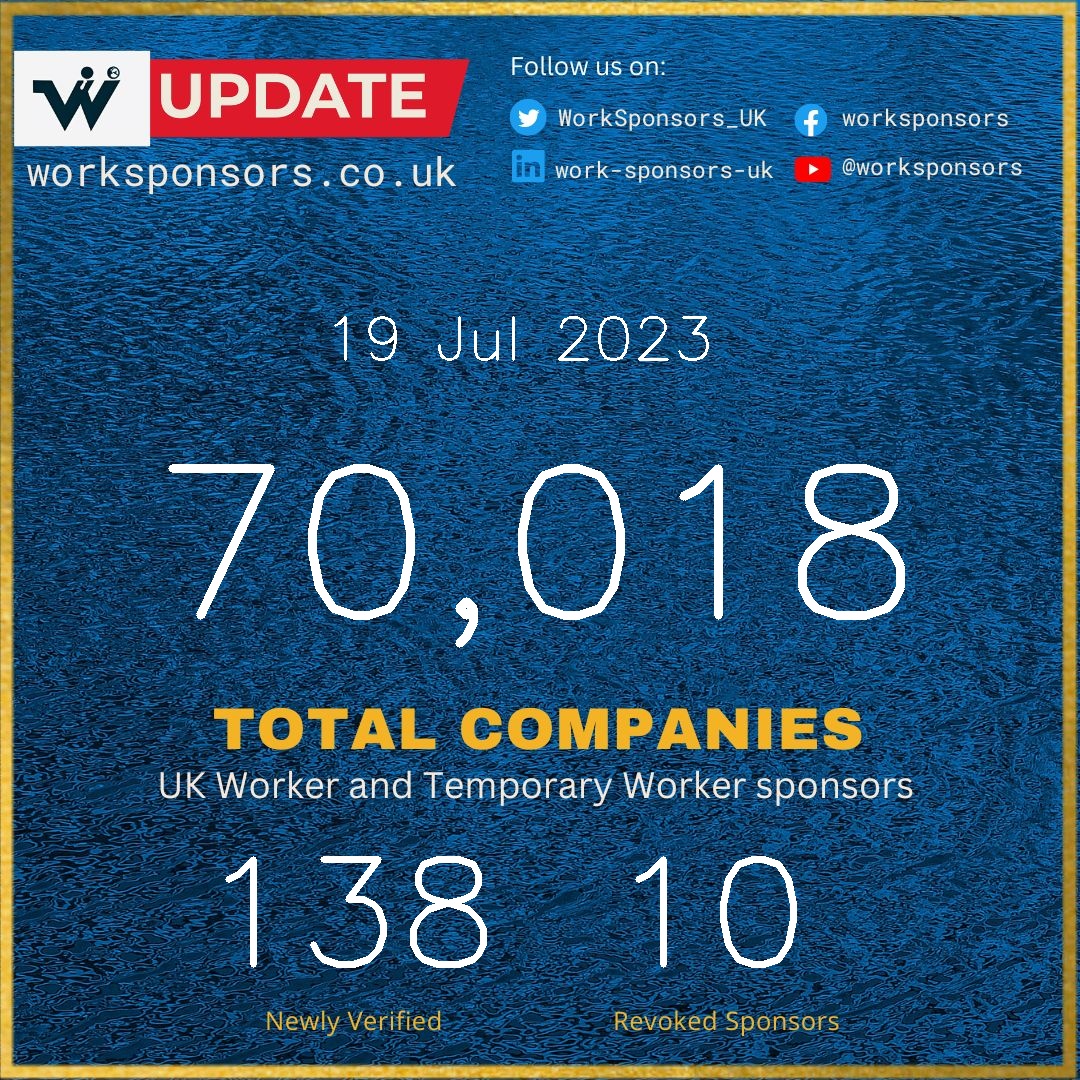 UPDATE
worksponsors.co.uk
Follow us on:
WorkSponsors_UK
worksponsors
work-sponsors-uk
@worksponsors
19 Jul 2023
70,018
TOTAL COMPANIES
UK Worker and Temporary Worker sponsors
138 10
Newly Verified Revoked Sponsors